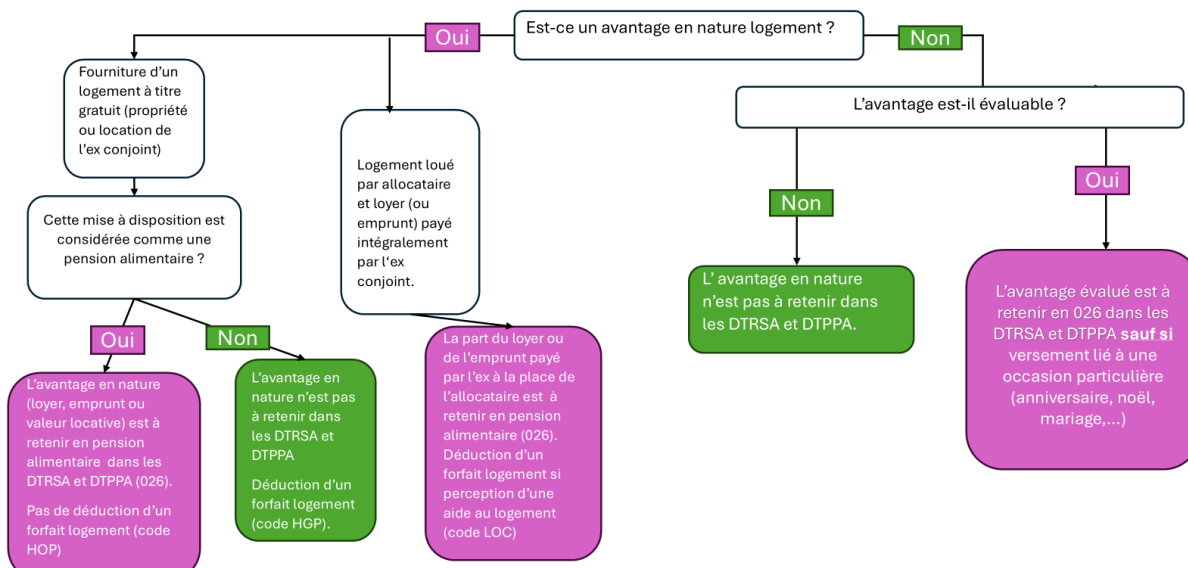 Est-ce un avantage en nature logement ?
Oui
Non
Fourniture d'un
logement à titre
gratuit (propriété
ou location de
l'ex conjoint)
L'avantage est-il évaluable ?
Logement loué
par allocataire
et loyer (ou
emprunt) payé
intégralement
par l'ex
conjoint.
Non
Oui
Cette mise à disposition est
considérée comme une
pension alimentaire ?
L' avantage en nature
n'est pas à retenir dans
les DTRSA et DTPPA.
L'avantage évalué est à
retenir en 026 dans les
DTRSA et DTPPA sauf si
versement lié à une
occasion particulière
(anniversaire, noël,
mariage,...)
Oui
Non
L'avantage en nature
(loyer, emprunt ou
valeur locative) est à
retenir en pension
alimentaire dans les
DTRSA et DTPPA (026).
Pas de déduction d'un
forfait logement (code
HOP)
L'avantage en
nature n'est pas
à retenir dans
les DTRSA et
DTPPA
Déduction d'un
forfait logement
(code HGP).
La part du loyer ou
de l'emprunt payé
par l'ex à la place de
l'allocataire est à
retenir en pension
alimentaire (026).
Déduction d'un
forfait logement si
perception d'une
aide au logement
(code LOC)